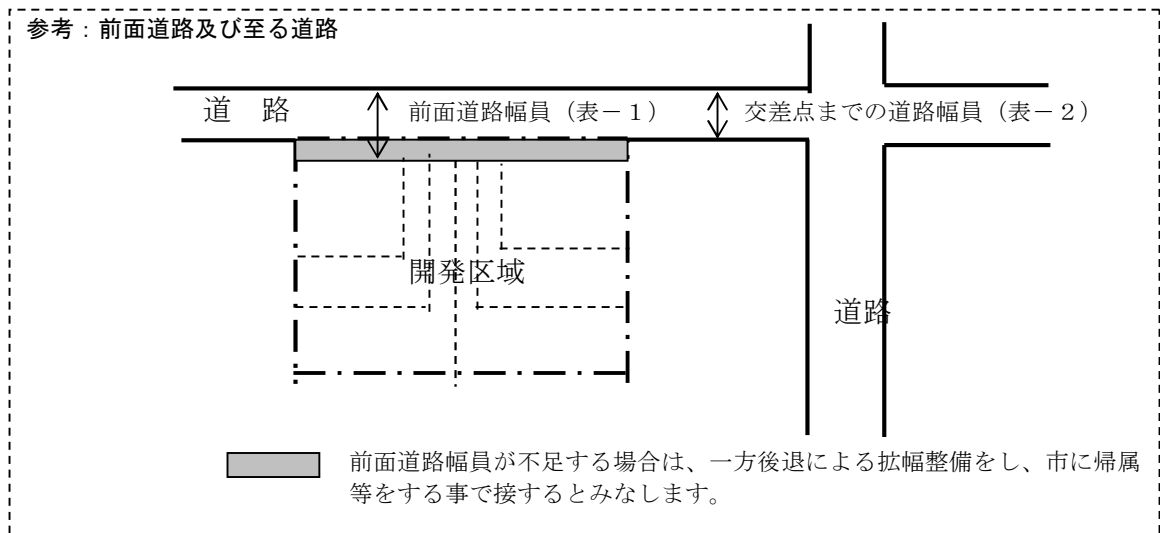 参考：前面道路及び至る道路
道　路
前面道路幅員（表－１）
交差点までの道路幅員（表－２）
開発区域
道路
前面道路幅員が不足する場合は、一方後退による拡幅整備をし、市に帰属
等をする事で接するとみなします。